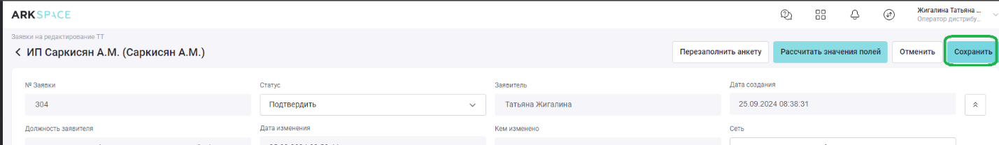 ARKSPACE
Жигалина Татьяна ...
Оператор дистрибу...
Заявки на редактирование ТТ
ИП Саркисян А.М. (Саркисян А.М.)
Перезаполнить анкету
Рассчитать значения полей
Отменить
Сохранить
№ Заявки
Статус
Заявитель
Дата создания
304
Подтвердить
Татьяна Жигалина
25.09.2024 08:38:31
Должность заявителя
Дата изменения
Кем изменено
Сеть